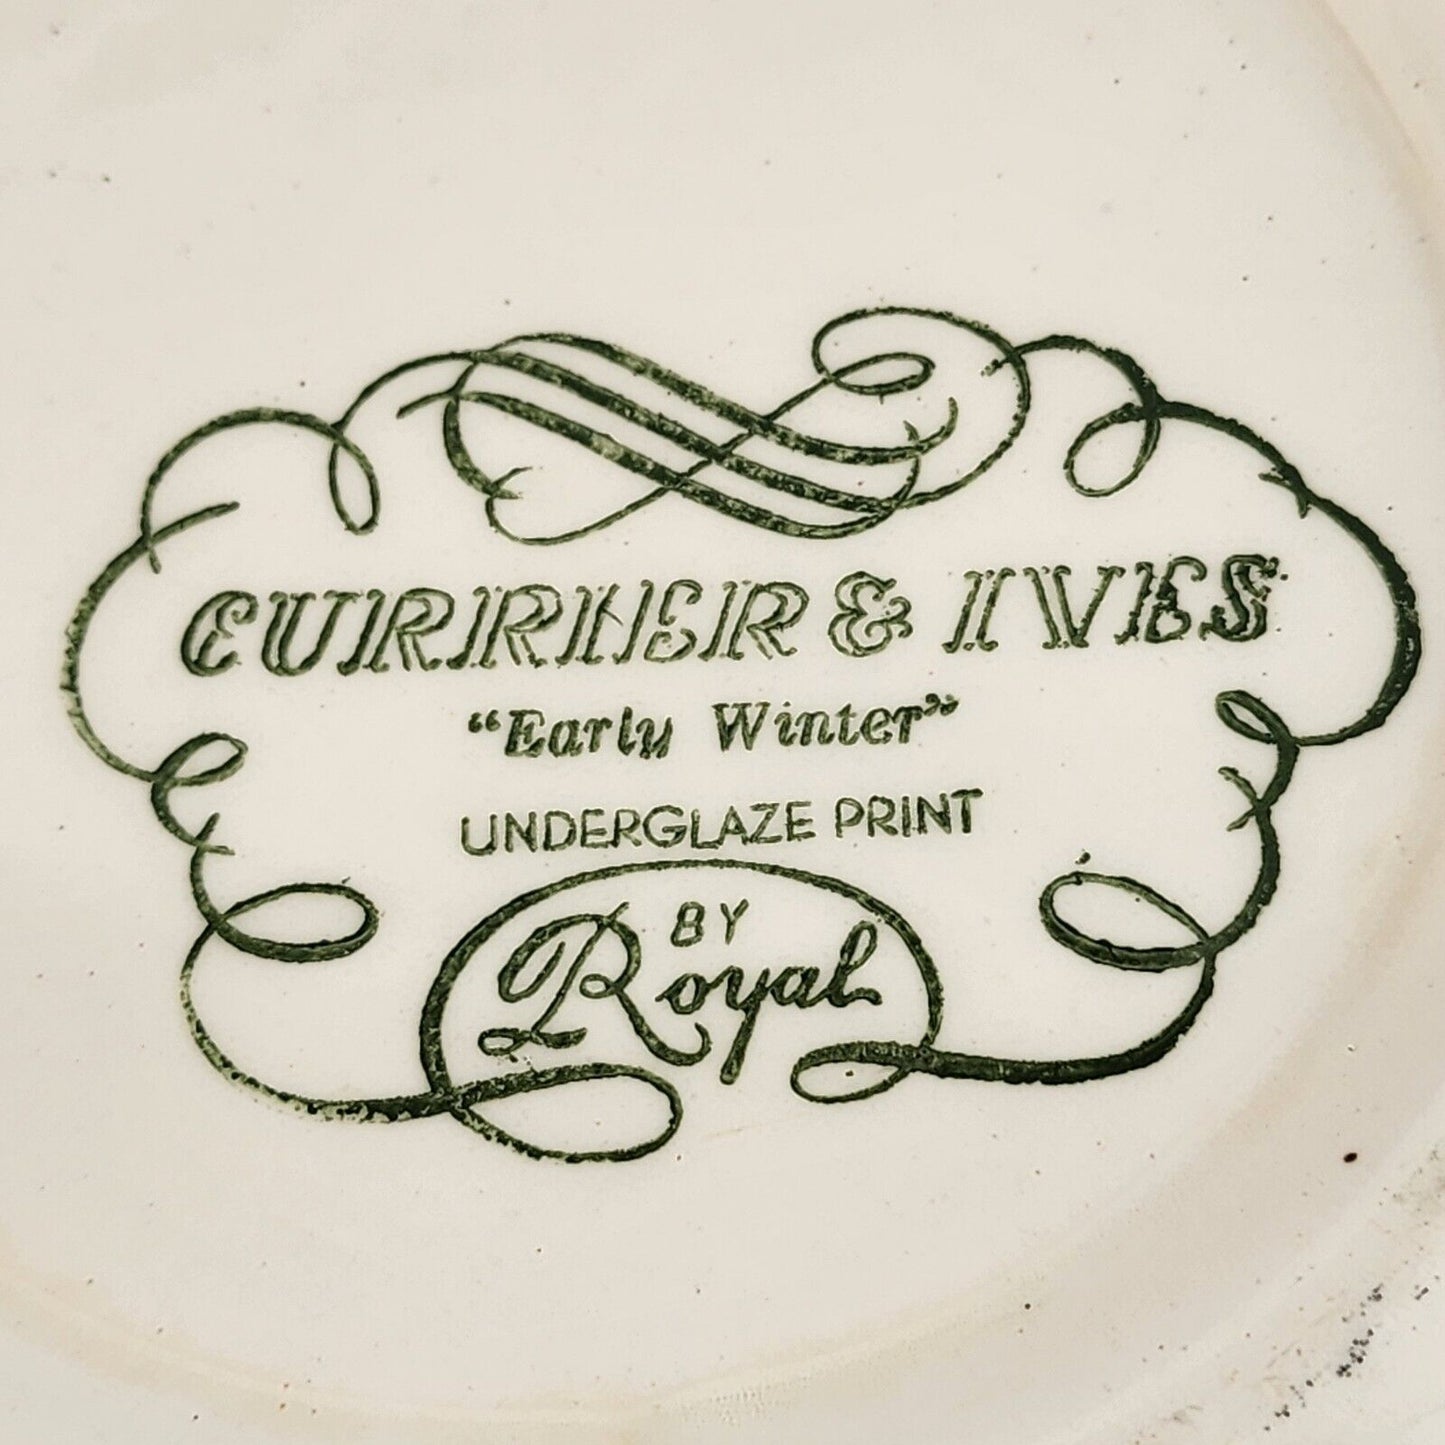 CURRIER & IVES
"Early Winter"
UNDERGLAZE PRINT
BY
Royal